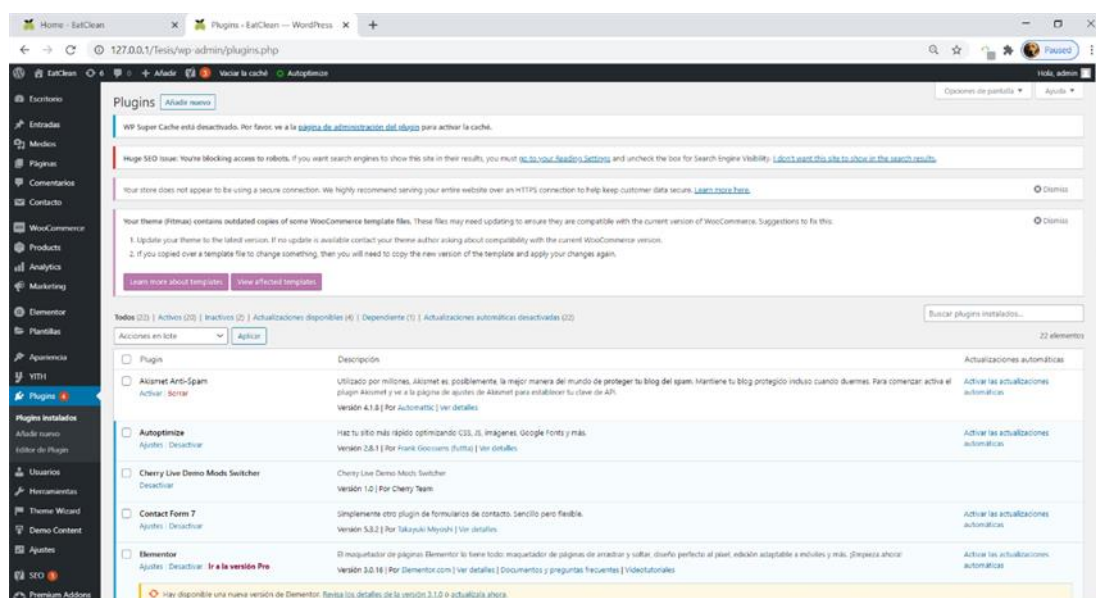 Home - EatClean
Plugins ‹ EatClean — WordPress
127.0.0.1/Tesis/wp-admin/plugins.php
Paused
EatClean
6
0
Añadir
Vaciar la caché
Autoptimize
Hola, admin
Escritorio
Entradas
Medios
Páginas
Comentarios
Contacto
WooCommerce
Products
Analytics
Marketing
Elementor
Plantillas
Apariencia
YITH
Plugins 4
Plugins instalados
Añadir nuevo
Editor de Plugin
Usuarios
Herramientas
Theme Wizard
Demo Content
Ajustes
SEO
Premium Addons
Opciones de pantalla
Ayuda
Plugins Añadir nuevo
WP Super Cache está desactivado. Por favor, ve a la página de administración del plugin para activar la caché.
Huge SEO Issue: You're blocking access to robots. If you want search engines to show this site in their results, you must go to your Reading Settings and uncheck the box for Search Engine Visibility. I don't want this site to show in the search results.
Your store does not appear to be using a secure connection. We highly recommend serving your entire website over an HTTPS connection to help keep customer data secure. Learn more here.
Dismiss
Your theme (Fitmax) contains outdated copies of some WooCommerce template files. These files may need updating to ensure they are compatible with the current version of WooCommerce. Suggestions to fix this:
Dismiss
1. Update your theme to the latest version. If no update is available contact your theme author asking about compatibility with the current WooCommerce version.
2. If you copied over a template file to change something, then you will need to copy the new version of the template and apply your changes again.
Learn more about templates
View affected templates
Todos (22) | Activos (20) | Inactivos (2) | Actualizaciones disponibles (4) | Dependiente (1) | Actualizaciones automáticas desactivadas (22)
Buscar plugins instalados...
Acciones en lote
Aplicar
22 elementos
Plugin
Descripción
Actualizaciones automáticas
Akismet Anti-Spam
Activar | Borrar
Utilizado por millones, Akismet es, posiblemente, la mejor manera del mundo de proteger tu blog del spam. Mantiene tu blog protegido incluso cuando duermes. Para comenzar: activa el
plugin Akismet y ve a la página de ajustes de Akismet para establecer tu clave de API.
Versión 4.1.8 | Por Automattic | Ver detalles
Activar las actualizaciones
automáticas
Autoptimize
Ajustes | Desactivar
Haz tu sitio más rápido optimizando CSS, JS, imágenes, Google Fonts y más.
Versión 2.8.1 | Por Frank Goossens (futtta) | Ver detalles
Activar las actualizaciones
automáticas
Cherry Live Demo Mods Switcher
Desactivar
Cherry Live Demo Mods Switcher
Versión 1.0 | Por Cherry Team
Contact Form 7
Ajustes | Desactivar
Simplemente otro plugin de formularios de contacto. Sencillo pero flexible.
Versión 5.3.2 | Por Takayuki Miyoshi | Ver detalles
Activar las actualizaciones
automáticas
Elementor
Ajustes | Desactivar | Ir a la versión Pro
El maquetador de páginas Elementor lo tiene todo: maquetador de páginas de arrastrar y soltar, diseño perfecto al píxel, edición adaptable a móviles y más. ¡Empieza ahora!
Versión 3.0.16 | Por Elementor.com | Ver detalles | Documentos y preguntas frecuentes | Videotutoriales
Activar las actualizaciones
automáticas
Hay disponible una nueva versión de Elementor. Revisa los detalles de la versión 3.1.0 o actualízala ahora.